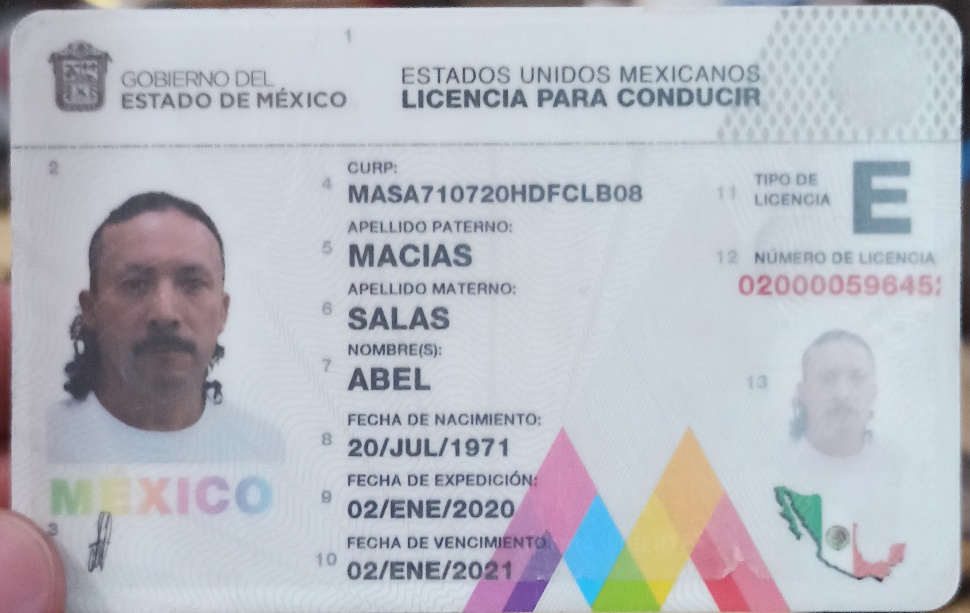 1
GOBIERNO DEL
ESTADO DE MÉXICO
ESTADOS UNIDOS MEXICANOS
LICENCIA PARA CONDUCIR
2
4 CURP:
MASA710720HDFCLB08
5 APELLIDO PATERNO:
MACIAS
6 APELLIDO MATERNO:
SALAS
7 NOMBRE(S):
ABEL
8 FECHA DE NACIMIENTO:
20/JUL/1971
9 FECHA DE EXPEDICIÓN:
02/ENE/2020
10 FECHA DE VENCIMIENTO:
02/ENE/2021
11 TIPO DE
LICENCIA
E
12 NÚMERO DE LICENCIA
13
MÉXICO
3